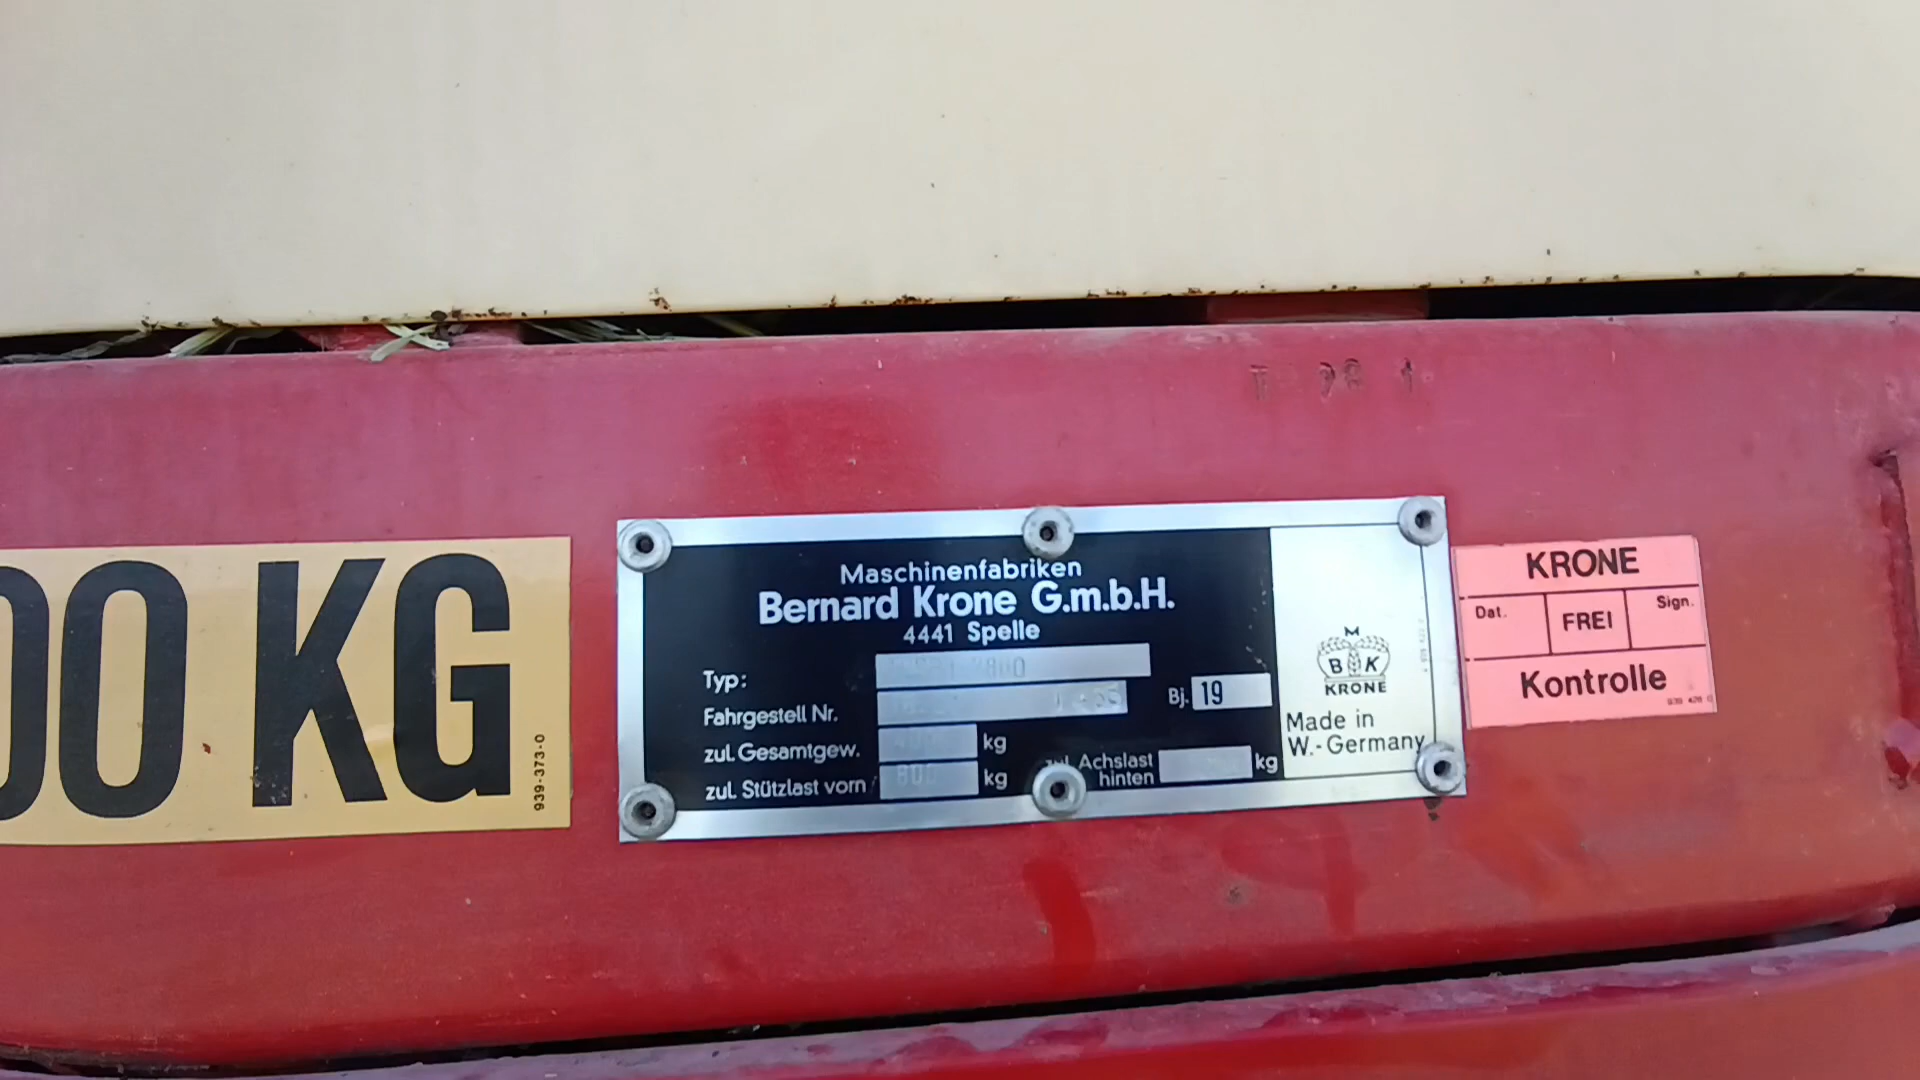 00 KG
939-373-0
Maschinenfabriken
Bernard Krone G.m.b.H.
4441 Spelle
Typ:
Fahrgestell Nr.
Bj. 19
zul. Gesamtgew. kg
zul. Stützlast vorn kg
zul. Achslast hinten kg
M
B K
KRONE
Made in
W.-Germany
KRONE
Dat. FREI Sign.
Kontrolle